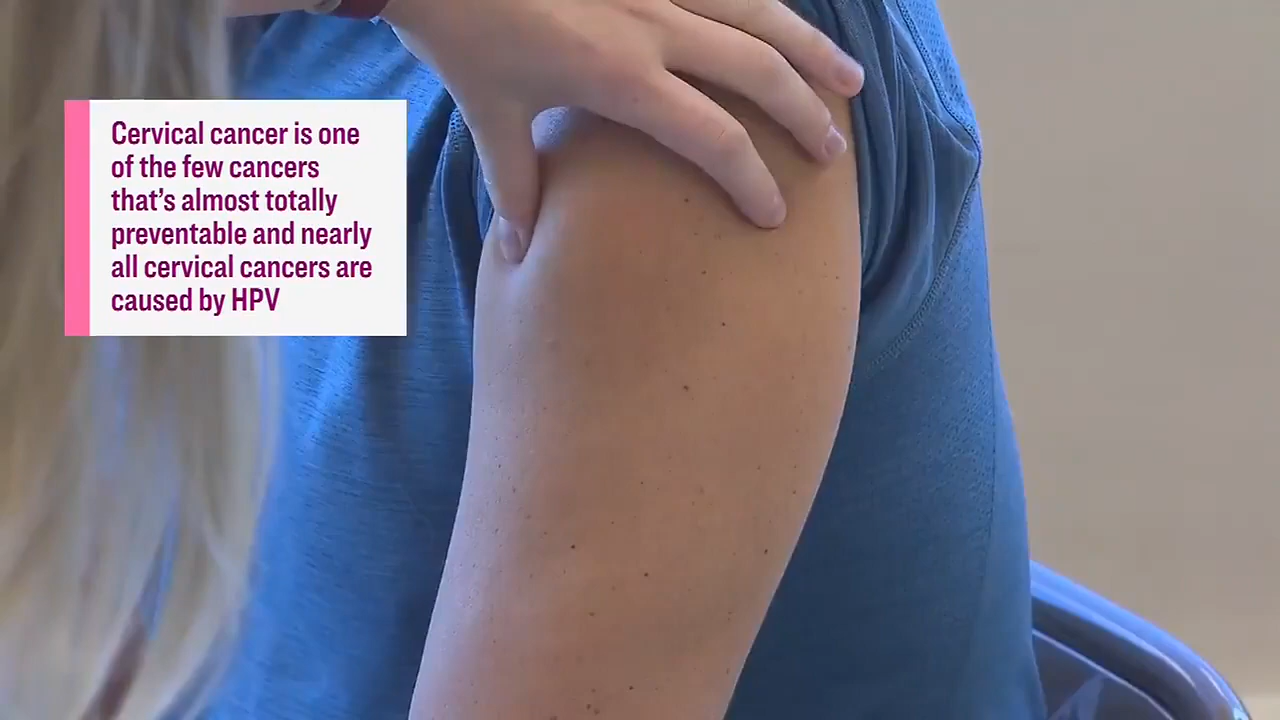 Cervical cancer is one
of the few cancers
that’s almost totally
preventable and nearly
all cervical cancers are
caused by HPV